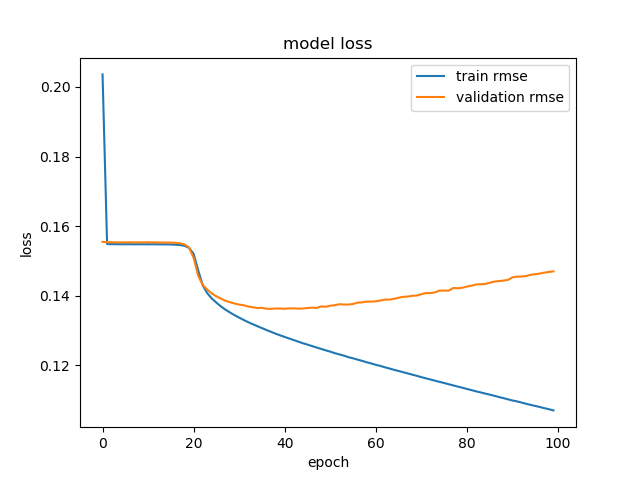 model loss
train rmse
validation rmse
0.20
0.18
0.16
0.14
0.12
loss
0
20
40
60
80
100
epoch